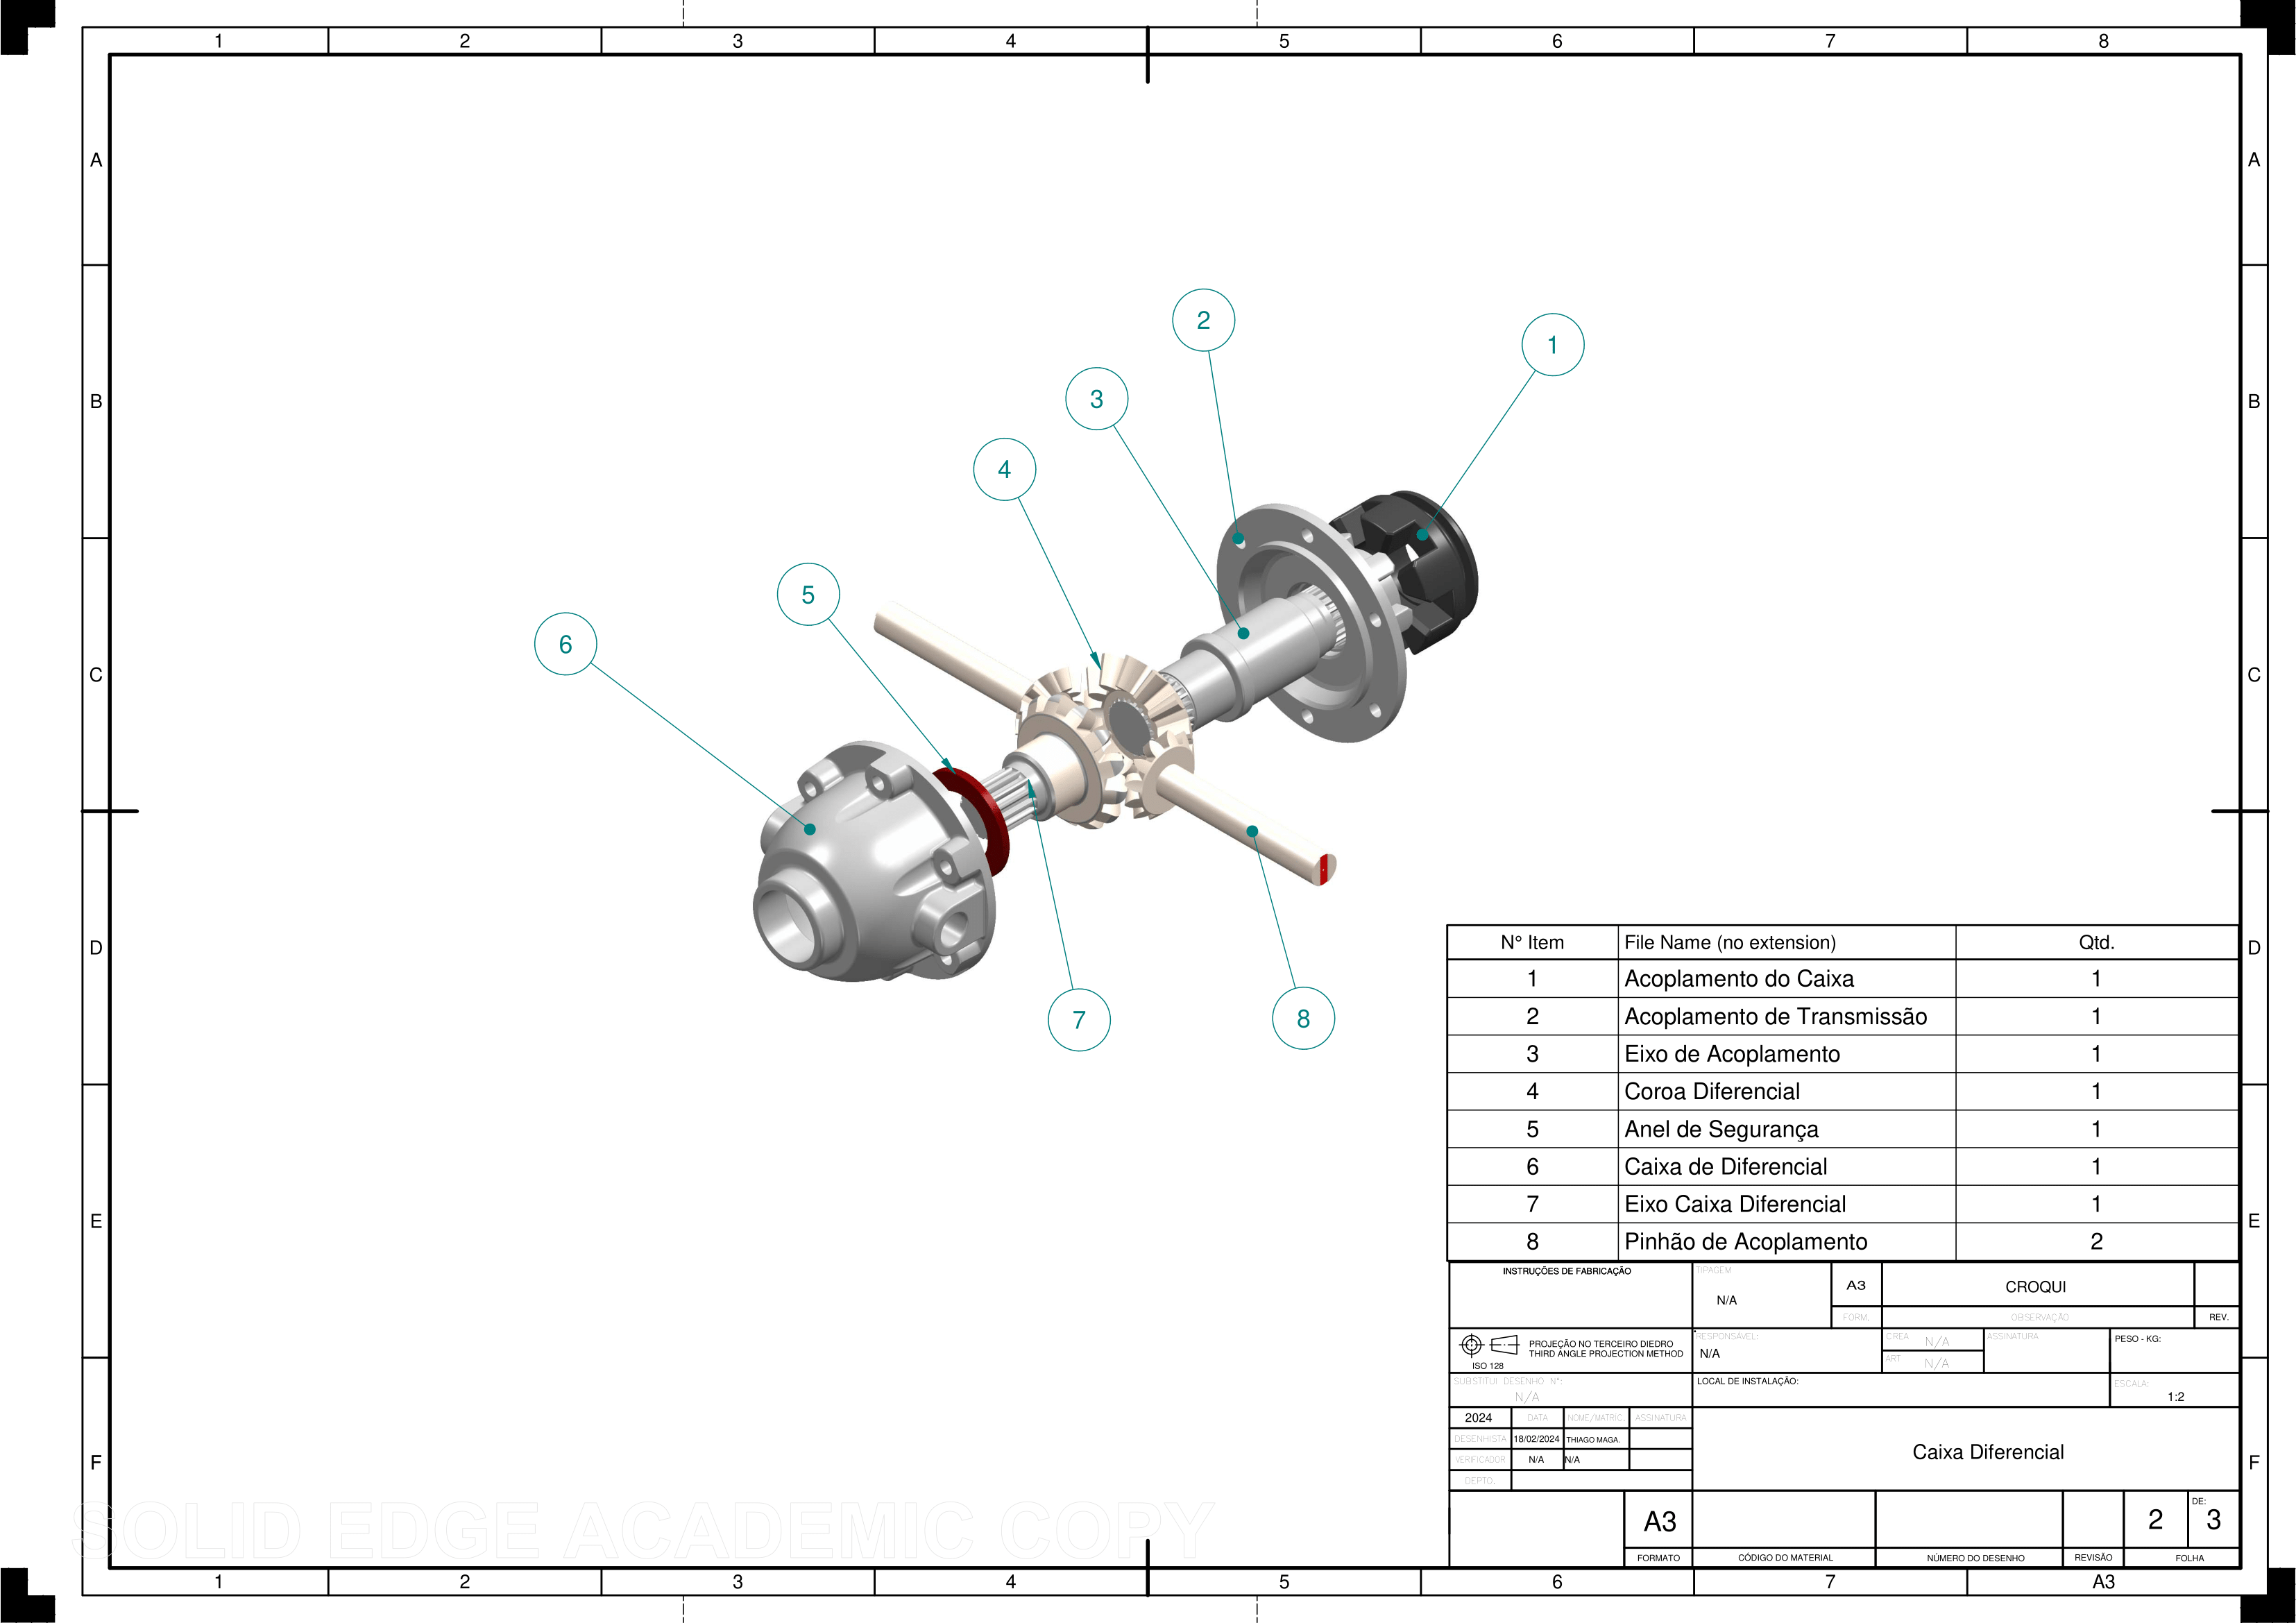 1 2 3 4 5 6 7 8
A A
B B
C C
D D
E E
F F
2
1
3
4
5
6
7
8
N° Item File Name (no extension) Qtd.
1 Acoplamento do Caixa 1
2 Acoplamento de Transmissão 1
3 Eixo de Acoplamento 1
4 Coroa Diferencial 1
5 Anel de Segurança 1
6 Caixa de Diferencial 1
7 Eixo Caixa Diferencial 1
8 Pinhão de Acoplamento 2
INSTRUÇÕES DE FABRICAÇÃO
TIPAGEM
N/A
A3
FORM.
CROQUI
OBSERVAÇÃO
REV.
PROJEÇÃO NO TERCEIRO DIEDRO
THIRD ANGLE PROJECTION METHOD
ISO 128
RESPONSÁVEL:
N/A
CREA N/A
ART N/A
ASSINATURA
PESO - KG:
SUBSTITUI DESENHO N°:
N/A
LOCAL DE INSTALAÇÃO:
ESCALA:
1:2
2024 DATA NOME/MATRIC. ASSINATURA
DESENHISTA 18/02/2024 THIAGO MAGA.
VERIFICADOR N/A N/A
DEPTO.
Caixa Diferencial
A3
FORMATO
CÓDIGO DO MATERIAL
NÚMERO DO DESENHO
REVISÃO
2
DE:
3
FOLHA
SOLID EDGE ACADEMIC COPY
1 2 3 4 5 6 7 A3